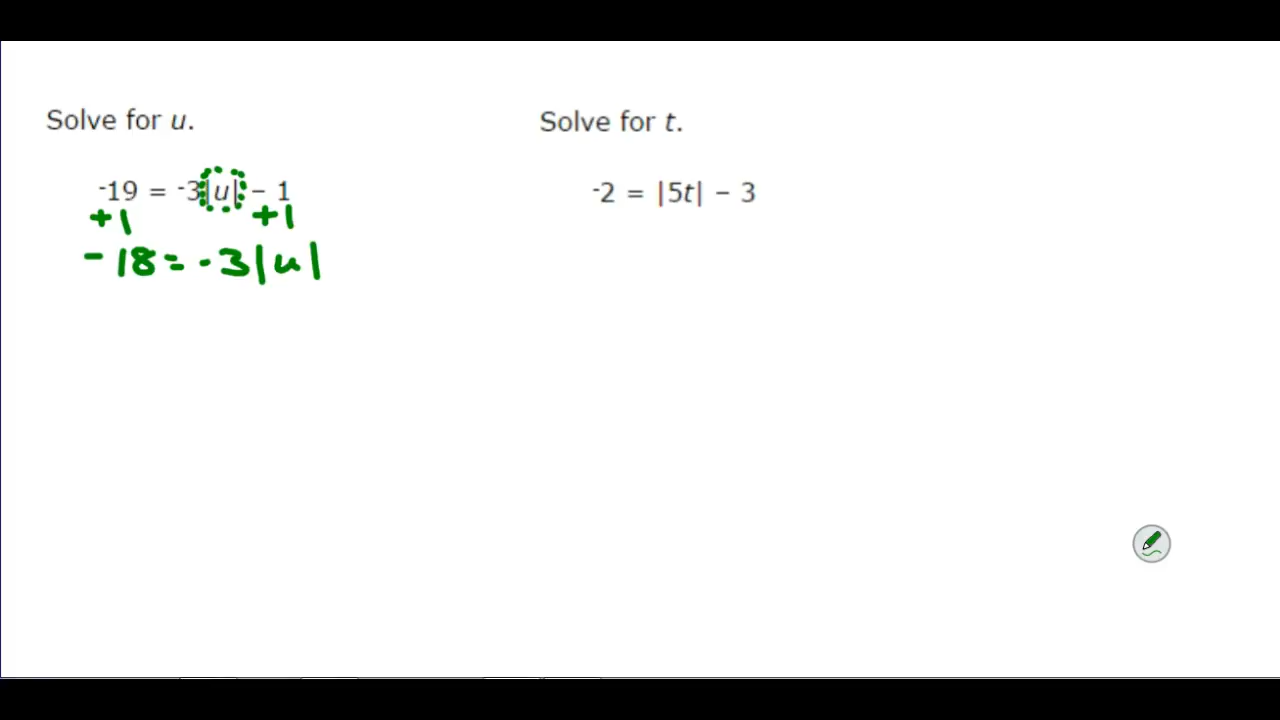 Solve for u.
-19 = -3|u| − 1
+1 +1
-18 = -3|u|
Solve for t.
-2 = |5t| − 3